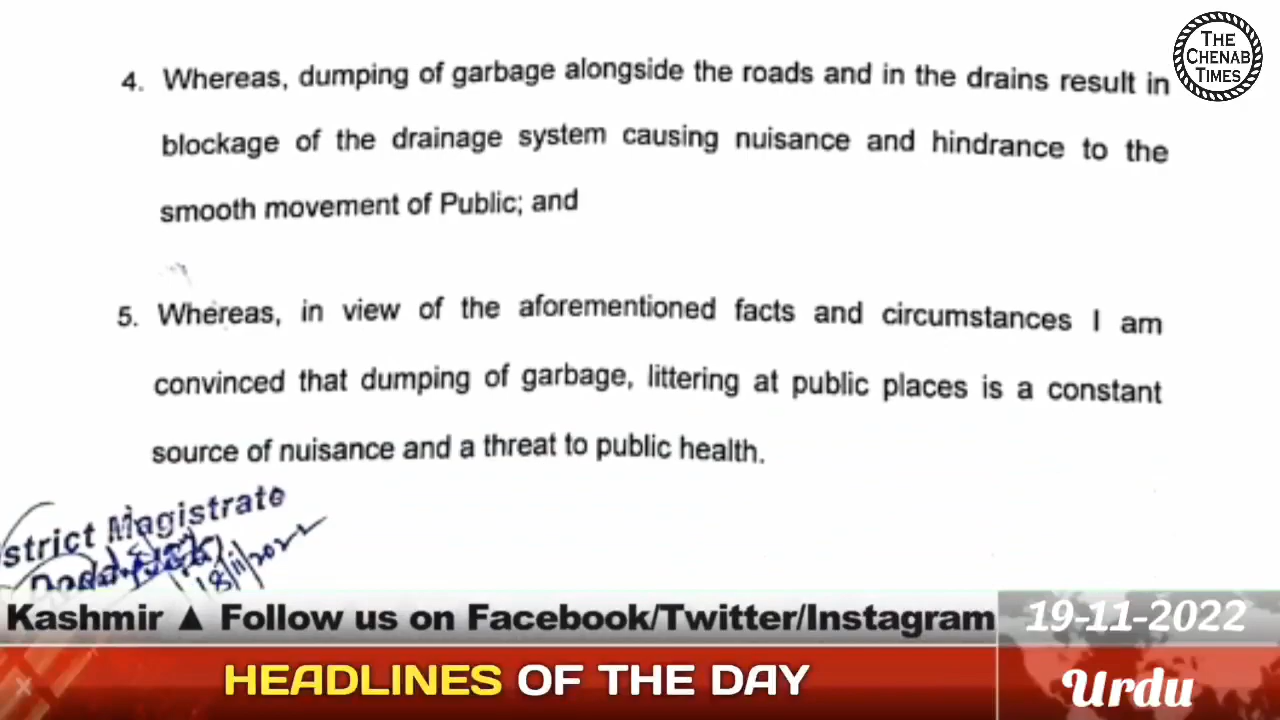 THE
CHENAB
TIMES
4. Whereas, dumping of garbage alongside the roads and in the drains result in
blockage of the drainage system causing nuisance and hindrance to the
smooth movement of Public; and
5. Whereas, in view of the aforementioned facts and circumstances I am
convinced that dumping of garbage, littering at public places is a constant
source of nuisance and a threat to public health.
strict Magistrate
18/11/2022
Kashmir ▲ Follow us on Facebook/Twitter/Instagram
19-11-2022
HEADLINES OF THE DAY
Urdu